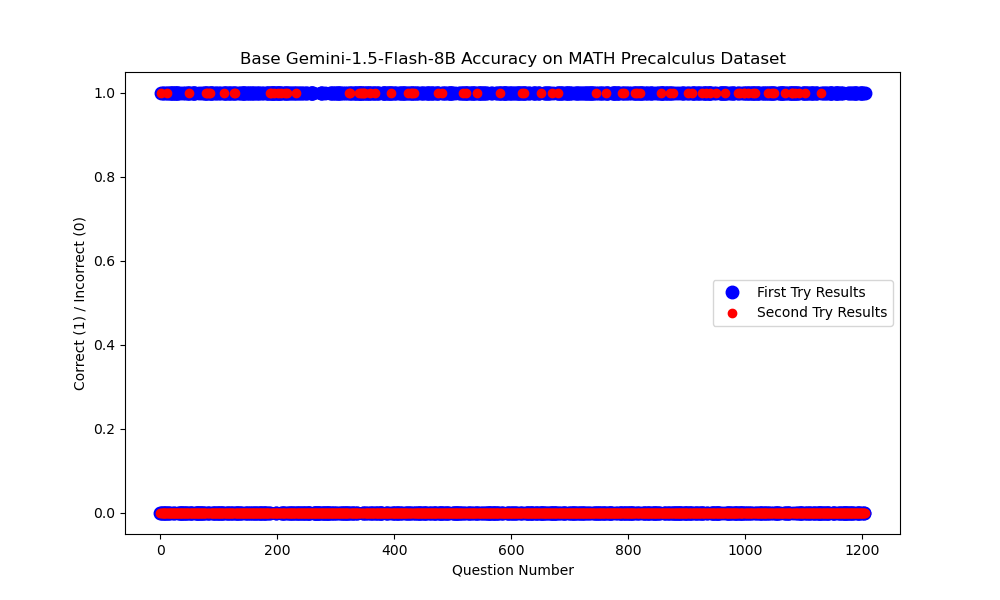 Base Gemini-1.5-Flash-8B Accuracy on MATH Precalculus Dataset
1.0
0.8
0.6
0.4
0.2
0.0
Correct (1) / Incorrect (0)
First Try Results
Second Try Results
0 200 400 600 800 1000 1200
Question Number